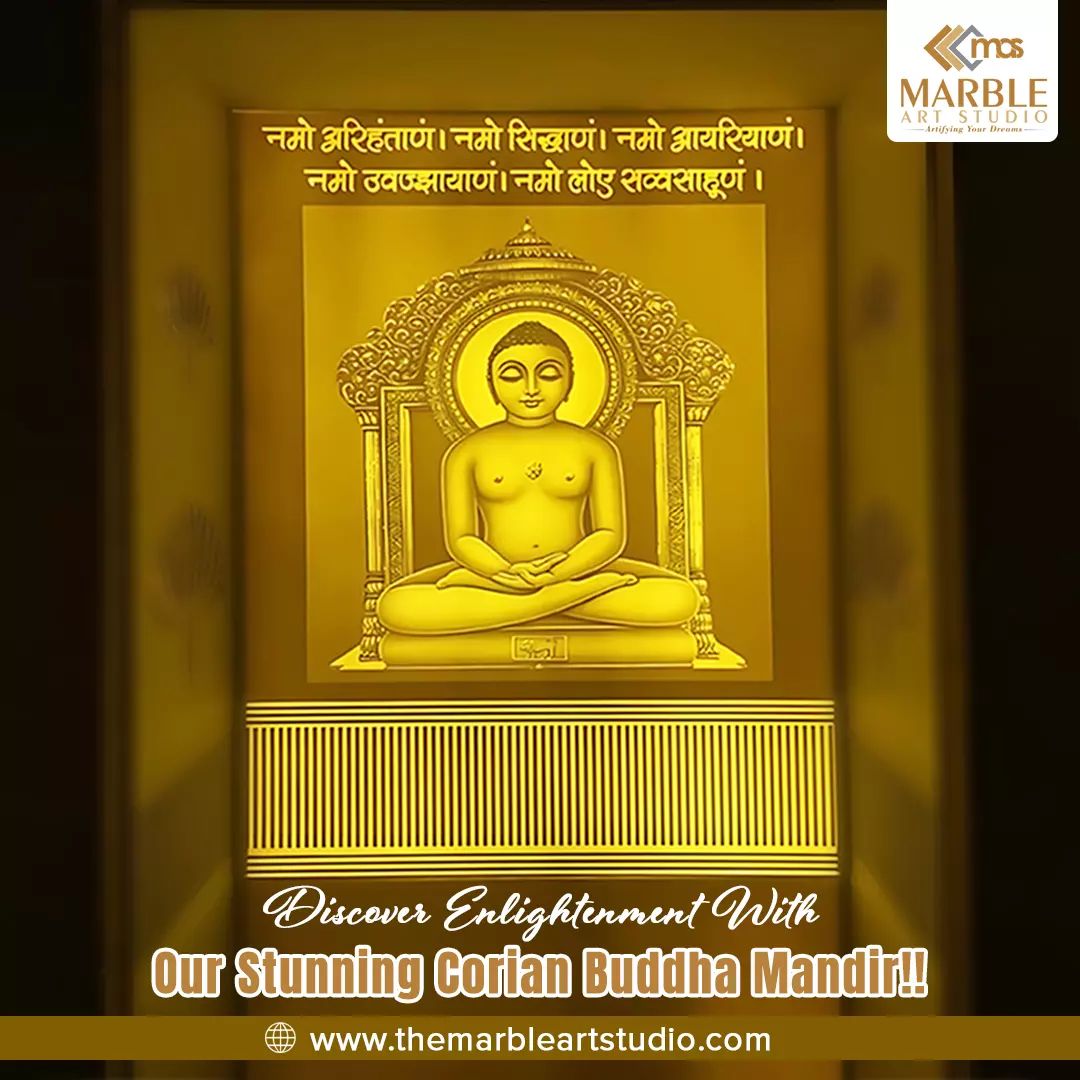 mas
MARBLE
ART STUDIO
Artifying Your Dreams
नमो अरिहंताणं। नमो सिद्धाणं। नमो आयरियाणं।
नमो उवज्झायाणं। नमो लोए सव्वसाहूणं।
Discover Enlightenment With
Our Stunning Corian Buddha Mandir!!
www.themarbleartstudio.com